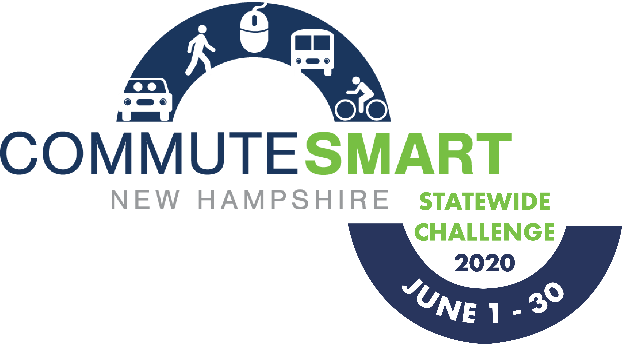 COMMUTESMART
NEW HAMPSHIRE
STATEWIDE
CHALLENGE
2020
JUNE 1 - 30